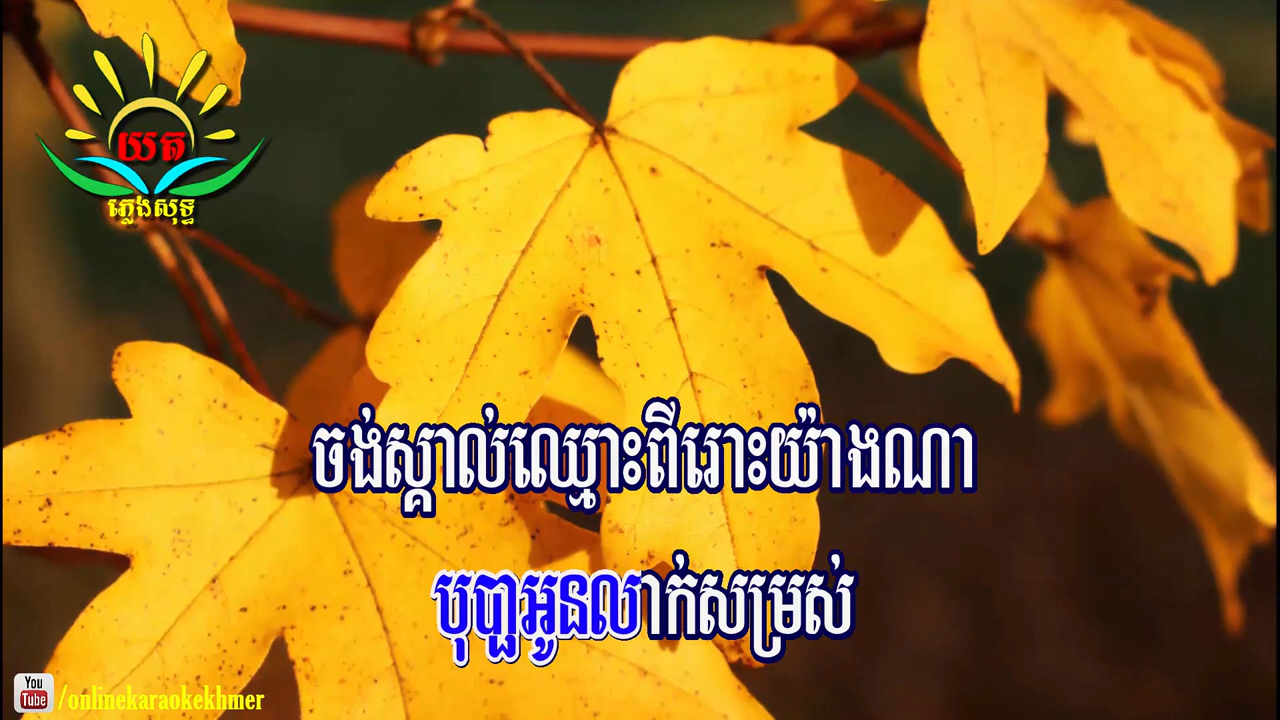 យត
ភ្លេងសុទ្ធ
ចង់ស្គាល់ឈ្មោះពីរោះយ៉ាងណា
បុប្ផាអូនលាក់សម្រស់
You
Tube
/onlinekaraokekhmer